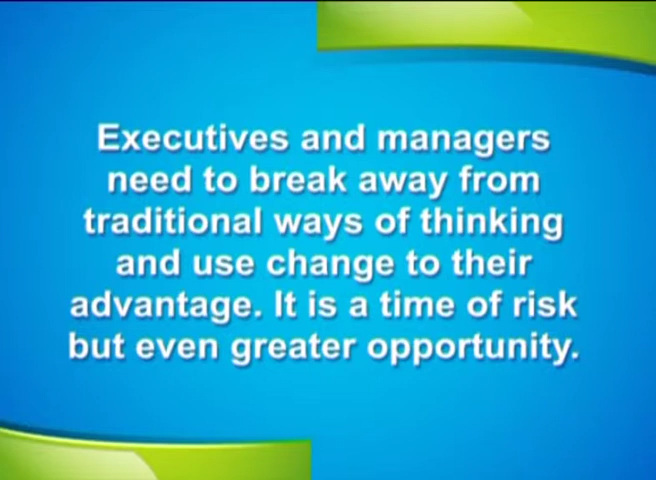 Executives and managers
need to break away from
traditional ways of thinking
and use change to their
advantage. It is a time of risk
but even greater opportunity.